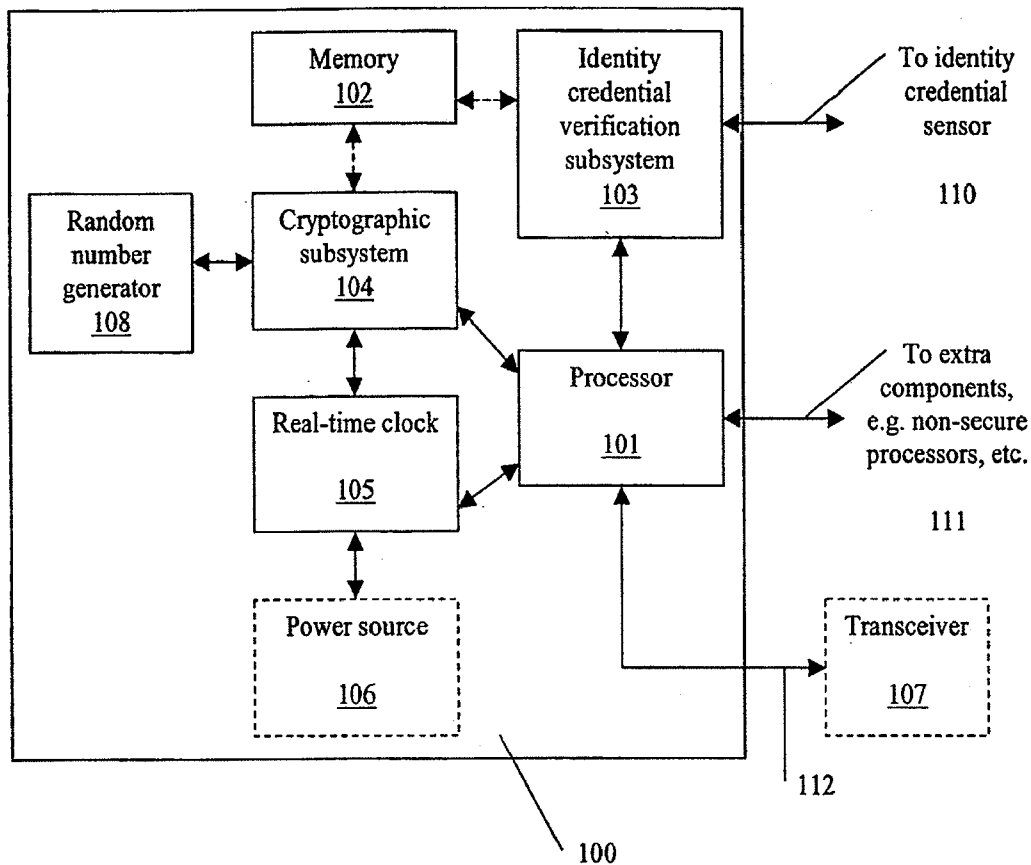 Memory
102
Identity
credential
verification
subsystem
103
To identity
credential
sensor
110
Random
number
generator
108
Cryptographic
subsystem
104
Processor
101
To extra
components,
e.g. non-secure
processors, etc.
111
Real-time clock
105
Power source
106
Transceiver
107
112
100